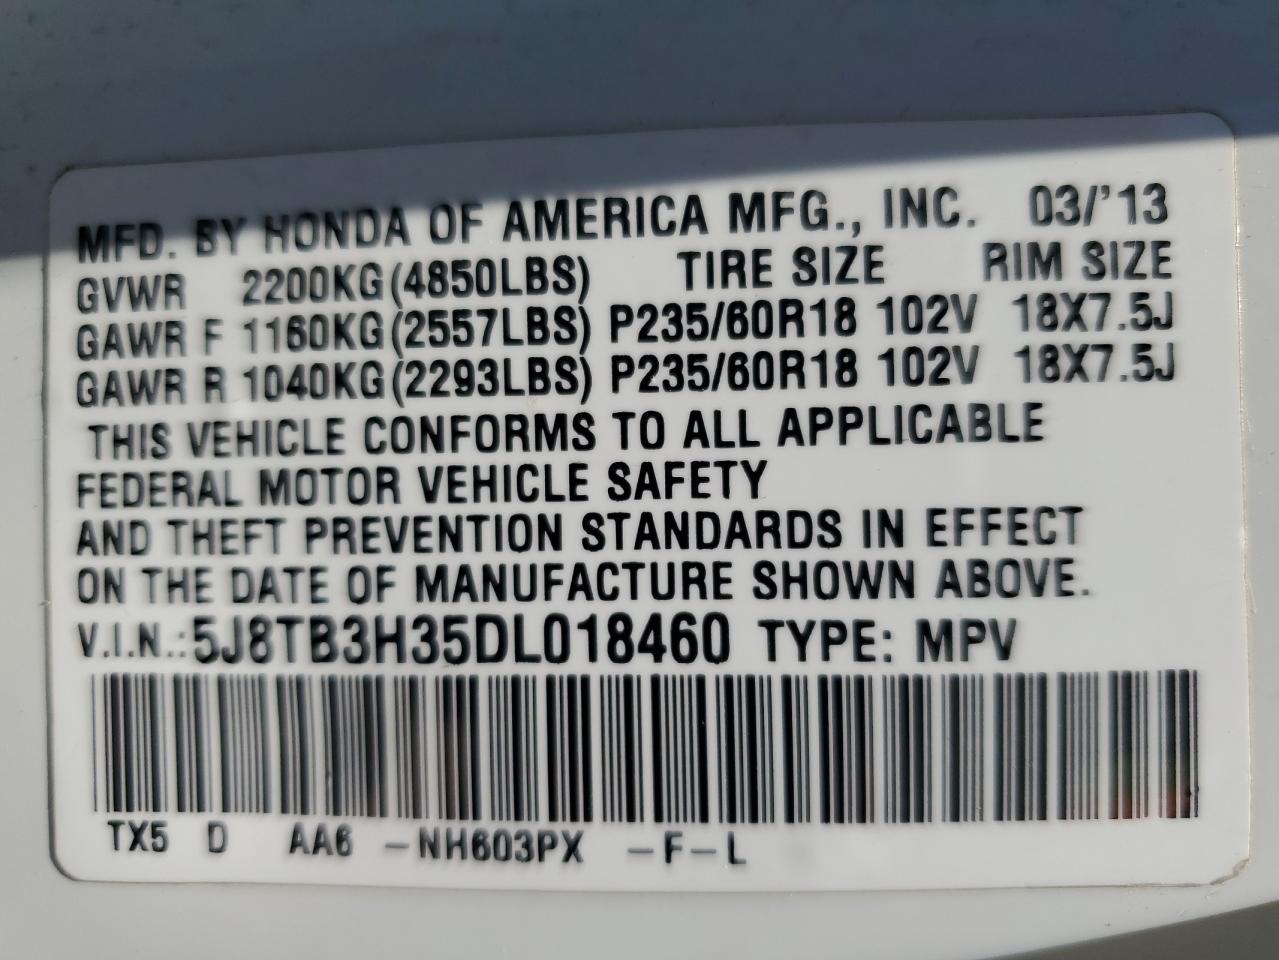 MFD. BY HONDA OF AMERICA MFG., INC. 03/'13
GVWR 2200KG(4850LBS) TIRE SIZE RIM SIZE
GAWR F 1160KG(2557LBS) P235/60R18 102V 18X7.5J
GAWR R 1040KG(2293LBS) P235/60R18 102V 18X7.5J
THIS VEHICLE CONFORMS TO ALL APPLICABLE
FEDERAL MOTOR VEHICLE SAFETY
AND THEFT PREVENTION STANDARDS IN EFFECT
ON THE DATE OF MANUFACTURE SHOWN ABOVE.
V.I.N.:5J8TB3H35DL018460 TYPE: MPV
TX5 D AA6 -NH603PX -F-L